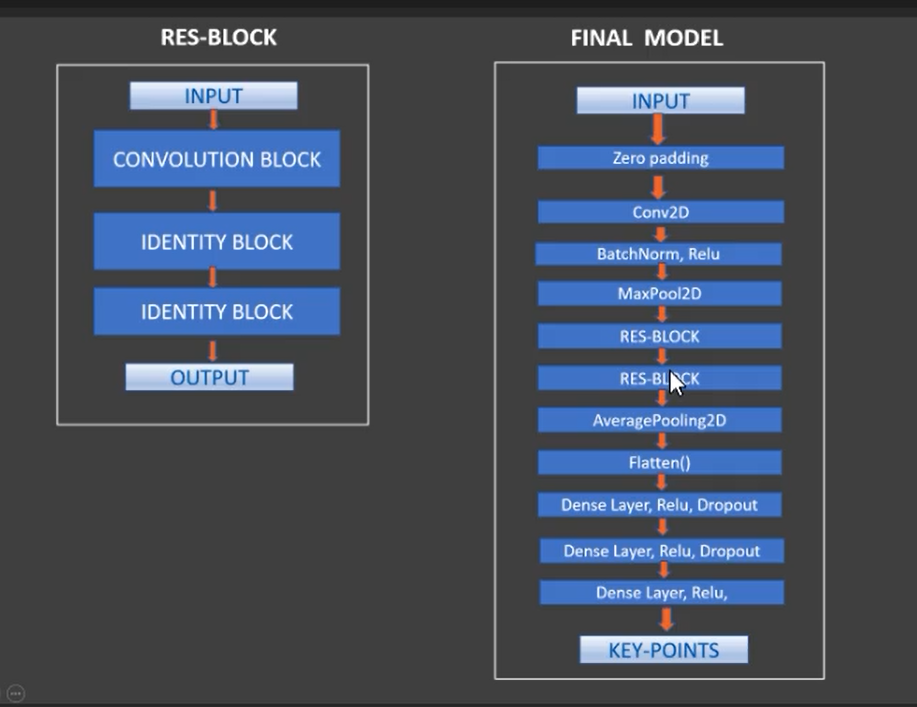 RES-BLOCK
INPUT
CONVOLUTION BLOCK
IDENTITY BLOCK
IDENTITY BLOCK
OUTPUT
FINAL MODEL
INPUT
Zero padding
Conv2D
BatchNorm, Relu
MaxPool2D
RES-BLOCK
RES-BLOCK
AveragePooling2D
Flatten()
Dense Layer, Relu, Dropout
Dense Layer, Relu, Dropout
Dense Layer, Relu,
KEY-POINTS